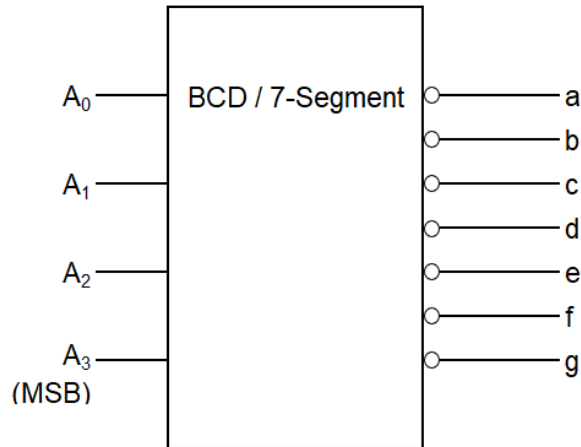 A₀ BCD / 7-Segment a
b
A₁ c
d
A₂ e
f
A₃ g
(MSB)